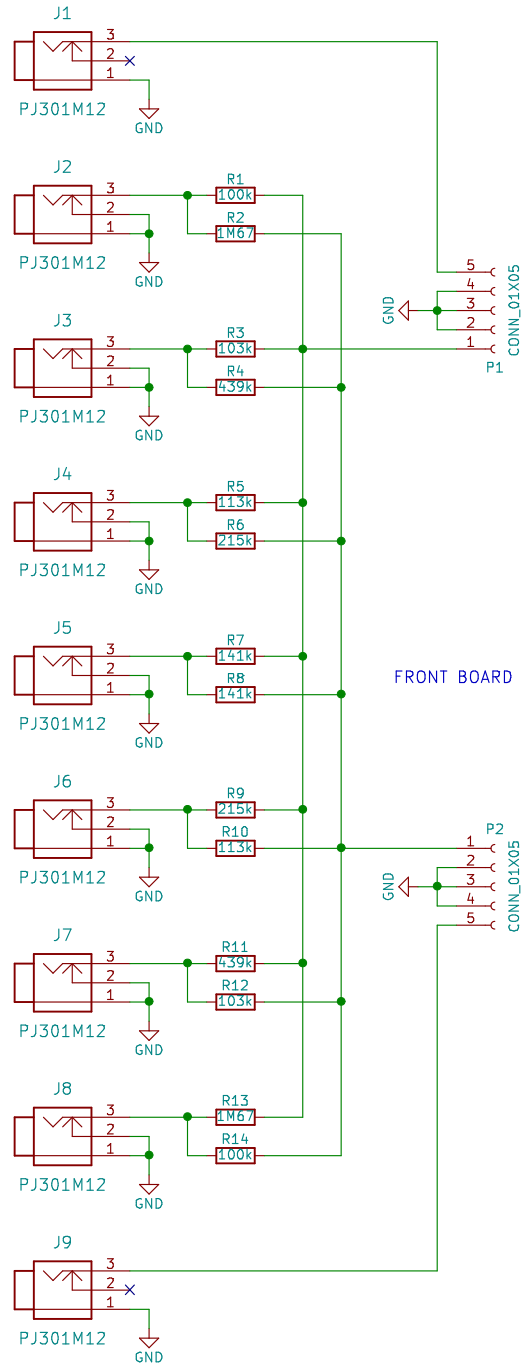 J1
3
2
1
PJ301M12
GND
J2
3
2
1
PJ301M12
GND
R1
100k
R2
1M67
5
4
3
2
1
GND
CONN_01X05
P1
J3
3
2
1
PJ301M12
GND
R3
103k
R4
439k
J4
3
2
1
PJ301M12
GND
R5
113k
R6
215k
J5
3
2
1
PJ301M12
GND
R7
141k
R8
141k
FRONT BOARD
J6
3
2
1
PJ301M12
GND
R9
215k
R10
113k
P2
1
2
3
4
5
GND
CONN_01X05
J7
3
2
1
PJ301M12
GND
R11
439k
R12
103k
J8
3
2
1
PJ301M12
GND
R13
1M67
R14
100k
J9
3
2
1
PJ301M12
GND